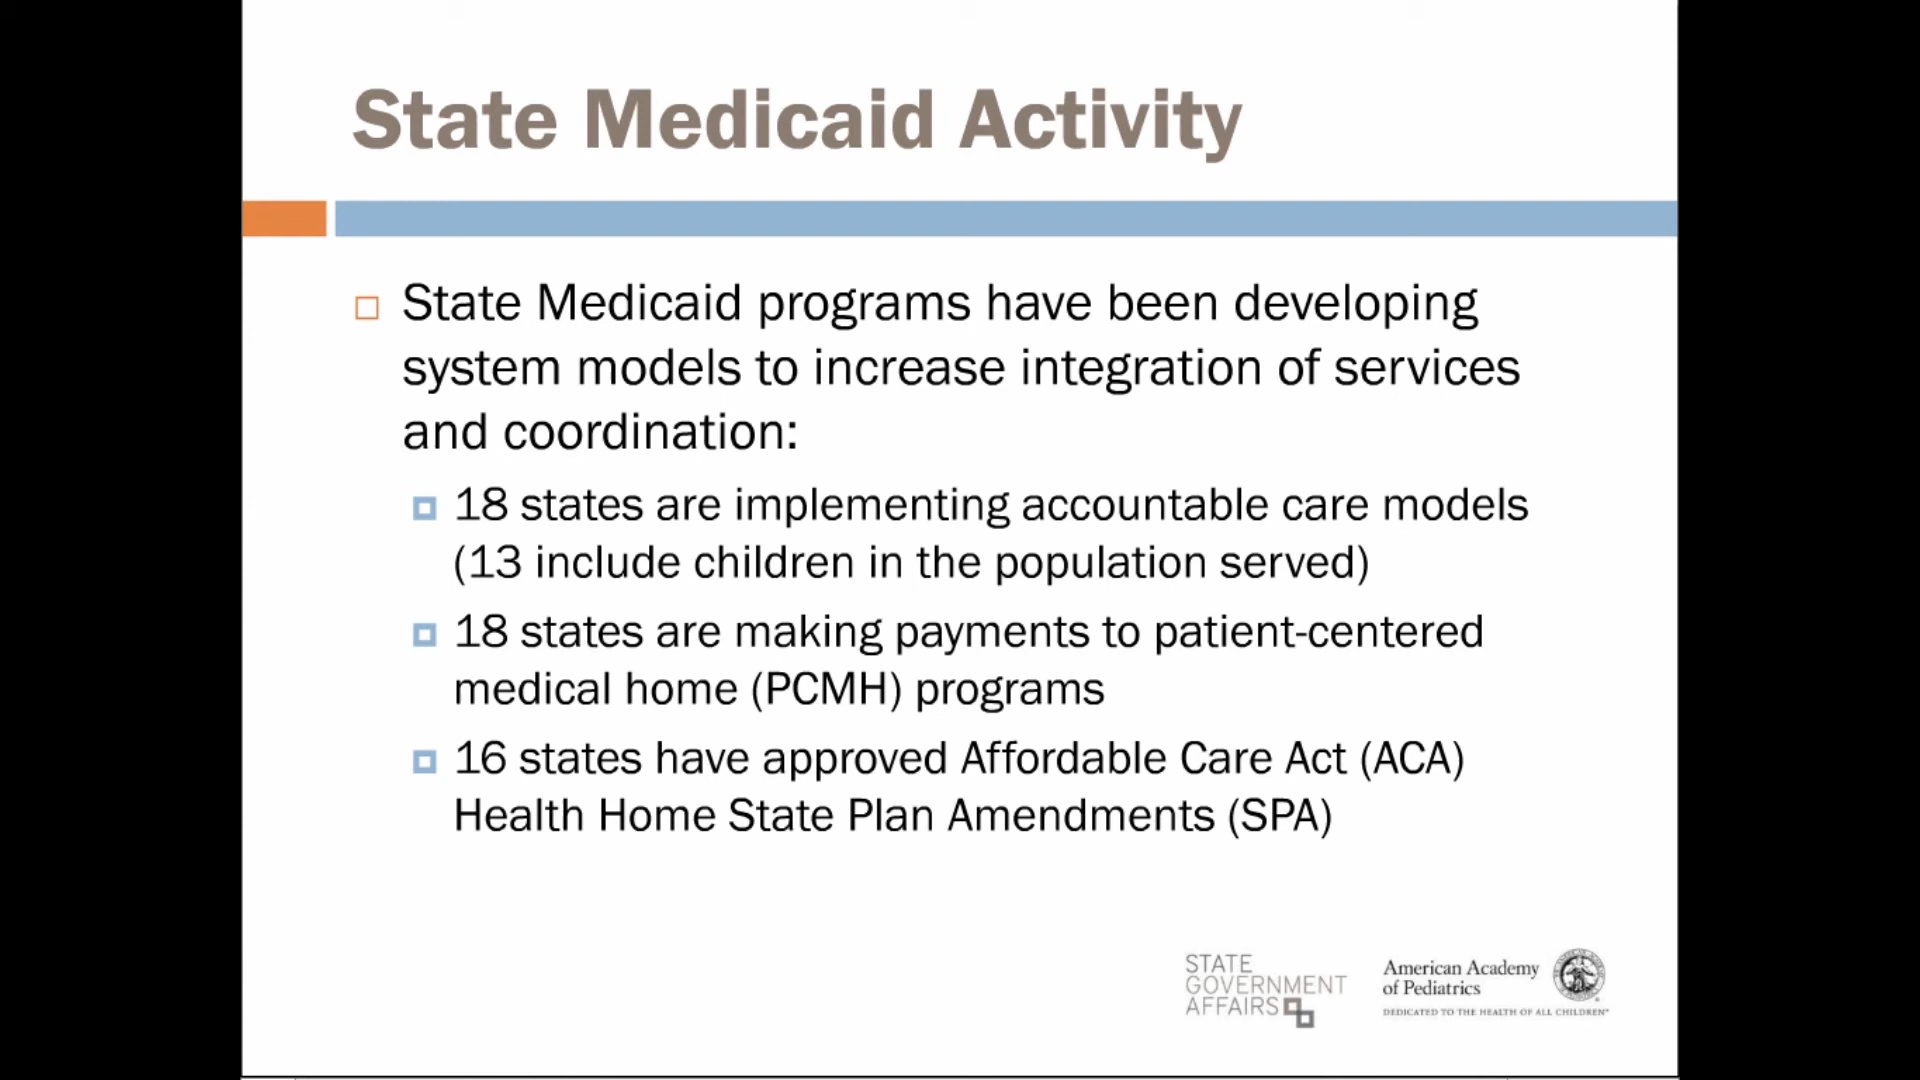 State Medicaid Activity
State Medicaid programs have been developing
system models to increase integration of services
and coordination:
18 states are implementing accountable care models
(13 include children in the population served)
18 states are making payments to patient-centered
medical home (PCMH) programs
16 states have approved Affordable Care Act (ACA)
Health Home State Plan Amendments (SPA)
STATE
GOVERNMENT
AFFAIRS
American Academy
of Pediatrics
DEDICATED TO THE HEALTH OF ALL CHILDREN®